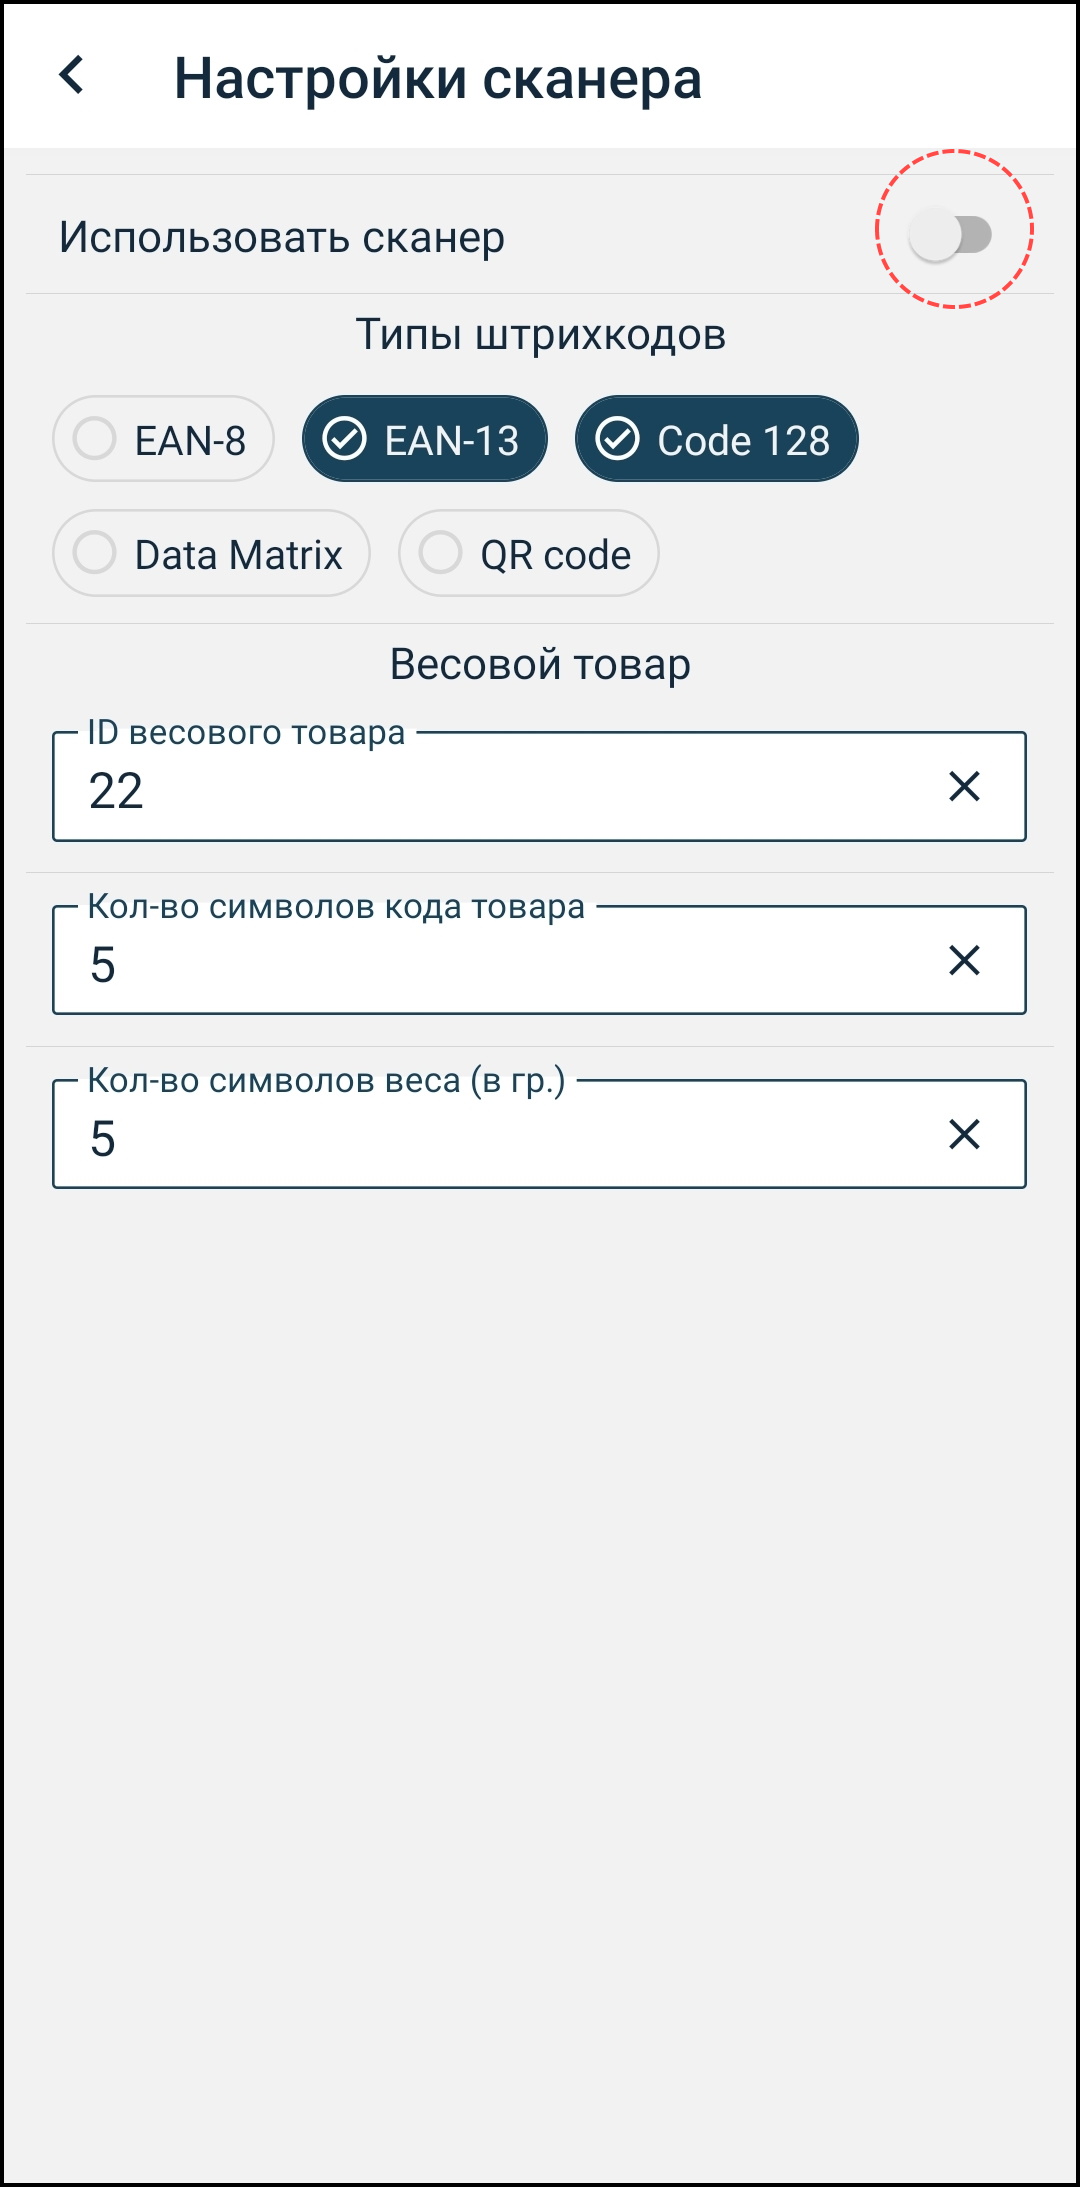 Настройки сканера
Использовать сканер
Типы штрихкодов
EAN-8 EAN-13 Code 128
Data Matrix QR code
Весовой товар
ID весового товара
22
Кол-во символов кода товара
5
Кол-во символов веса (в гр.)
5